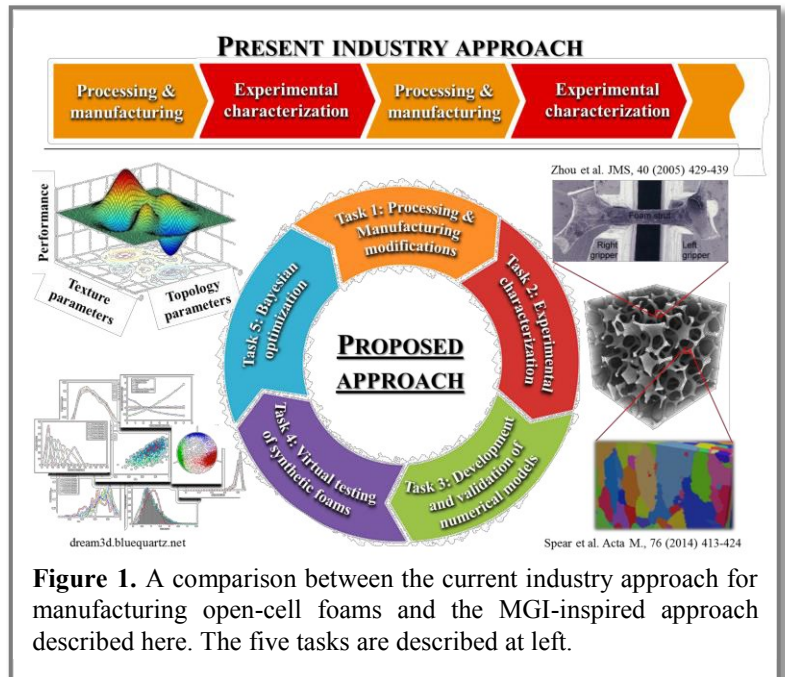 PRESENT INDUSTRY APPROACH
Processing &
manufacturing
Experimental
characterization
Processing &
manufacturing
Experimental
characterization
Zhou et al. JMS, 40 (2005) 429-439
Performance
Texture
parameters
Topology
parameters
Task 1: Processing &
Manufacturing
modifications
Foam strut
Right
gripper
Left
gripper
Task 2: Experimental
characterization
Task 5: Bayesian
optimization
PROPOSED
APPROACH
Task 4: Virtual testing
of synthetic foams
Task 3: Development
and validation of
numerical models
dream3d.bluequartz.net
Spear et al. Acta M., 76 (2014) 413-424
Figure 1. A comparison between the current industry approach for
manufacturing open-cell foams and the MGI-inspired approach
described here. The five tasks are described at left.